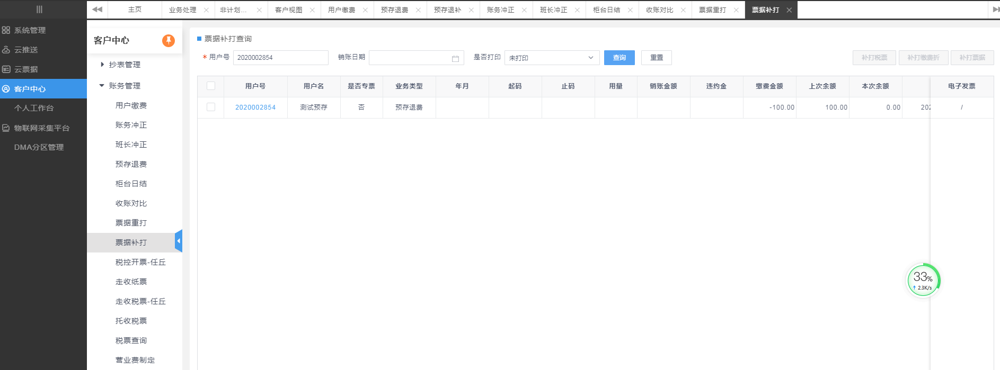 主页
业务处理
非计划...
客户视图
用户缴费
预存退费
预存退补
账务冲正
班长冲正
柜台日结
收账对比
票据重打
票据补打
系统管理
云推送
云票据
客户中心
个人工作台
物联网采集平台
DMA分区管理
客户中心
抄表管理
账务管理
用户缴费
账务冲正
班长冲正
预存退费
柜台日结
收账对比
票据重打
票据补打
税控开票-任丘
走收纸票
走收税票-任丘
托收税票
税票查询
营业费制定
票据补打查询
* 用户号 2020002854 销账日期 是否打印 未打印 查询 重置 补打税票 补打缴费折 补打票据
用户号 用户名 是否专票 业务类型 年月 起码 止码 用量 销账金额 违约金 缴费金额 上次余额 本次余额 电子发票
2020002854 测试预存 否 预存退费 -100.00 100.00 0.00 202 /
33%
↑ 2.3K/s